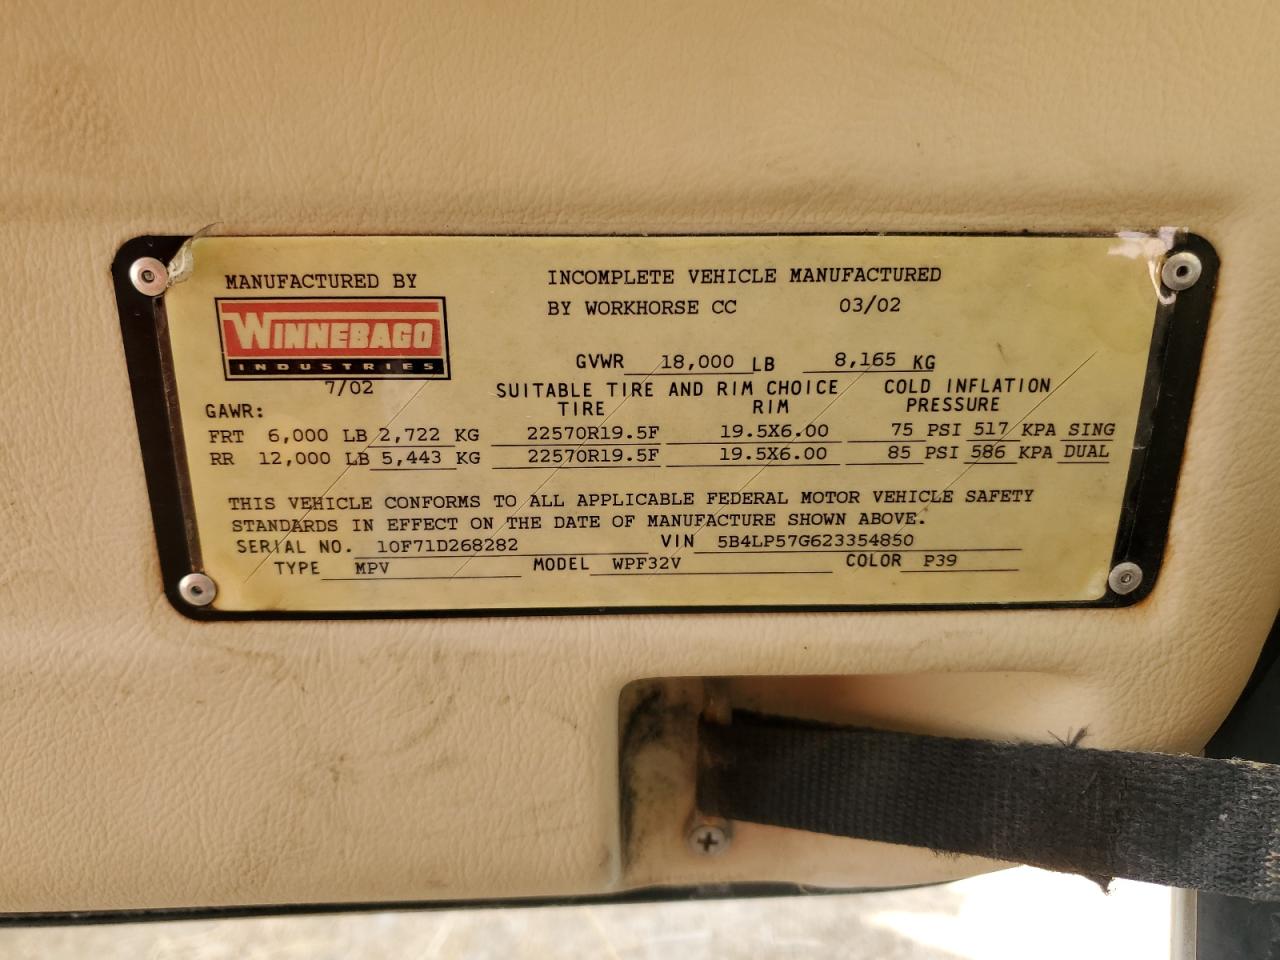 MANUFACTURED BY
WINNEBAGO
INDUSTRIES
7/02
INCOMPLETE VEHICLE MANUFACTURED
BY WORKHORSE CC 03/02
GVWR 18,000 LB 8,165 KG
SUITABLE TIRE AND RIM CHOICE COLD INFLATION
GAWR: TIRE RIM PRESSURE
FRT 6,000 LB 2,722 KG 22570R19.5F 19.5X6.00 75 PSI 517 KPA SING
RR 12,000 LB 5,443 KG 22570R19.5F 19.5X6.00 85 PSI 586 KPA DUAL
THIS VEHICLE CONFORMS TO ALL APPLICABLE FEDERAL MOTOR VEHICLE SAFETY
STANDARDS IN EFFECT ON THE DATE OF MANUFACTURE SHOWN ABOVE.
SERIAL NO. 10F71D268282 VIN 5B4LP57G623354850
TYPE MPV MODEL WPF32V COLOR P39